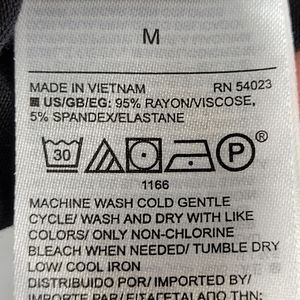 M
MADE IN VIETNAM RN 54023
US/GB/EG: 95% RAYON/VISCOSE,
5% SPANDEX/ELASTANE
30 P ®
1166
MACHINE WASH COLD GENTLE
CYCLE/ WASH AND DRY WITH LIKE
COLORS/ ONLY NON-CHLORINE
BLEACH WHEN NEEDED/ TUMBLE DRY
LOW/ COOL IRON
DISTRIBUIDO POR/ IMPORTED BY/
IMPORTE PAR/